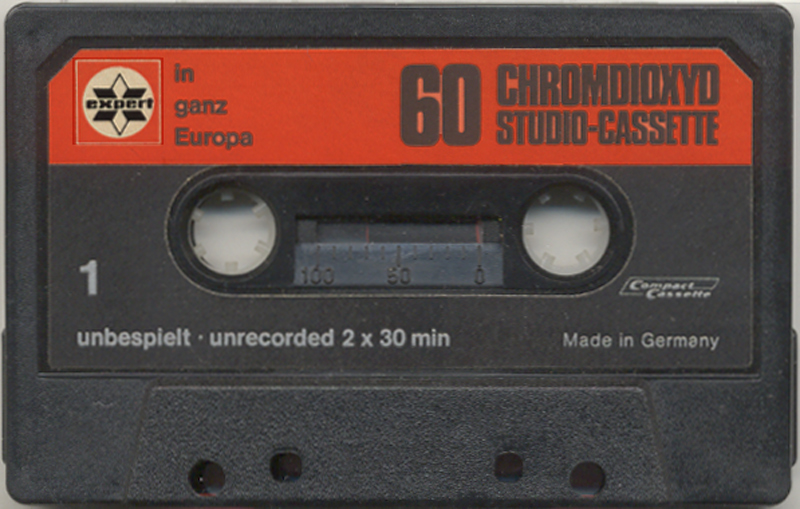 expert
in
ganz
Europa
60
CHROMDIOXYD
STUDIO-CASSETTE
100 50 0
1
Compact
Cassette
unbespielt · unrecorded 2 x 30 min
Made in Germany